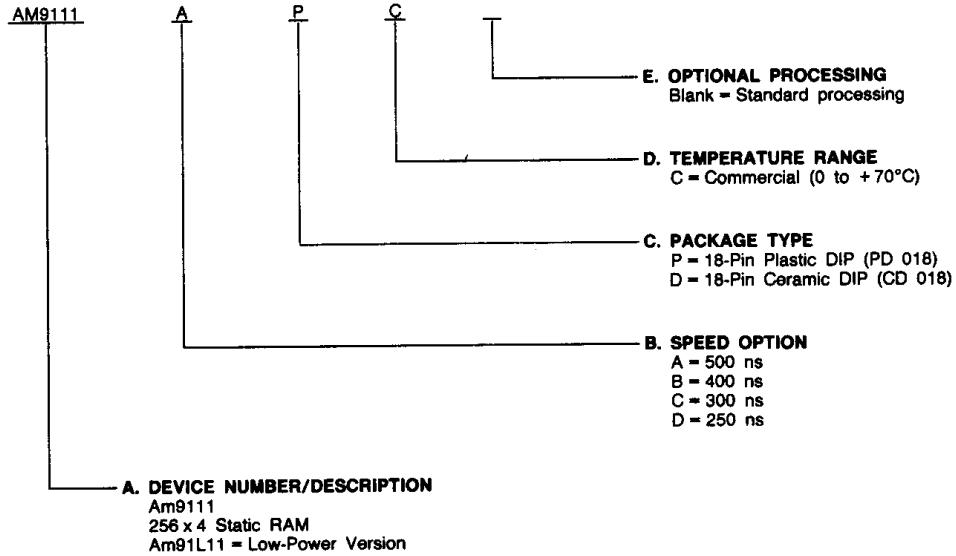 AM9111 A P C _
E. OPTIONAL PROCESSING
Blank = Standard processing
D. TEMPERATURE RANGE
C = Commercial (0 to +70°C)
C. PACKAGE TYPE
P = 18-Pin Plastic DIP (PD 018)
D = 18-Pin Ceramic DIP (CD 018)
B. SPEED OPTION
A = 500 ns
B = 400 ns
C = 300 ns
D = 250 ns
A. DEVICE NUMBER/DESCRIPTION
Am9111
256 x 4 Static RAM
Am91L11 = Low-Power Version